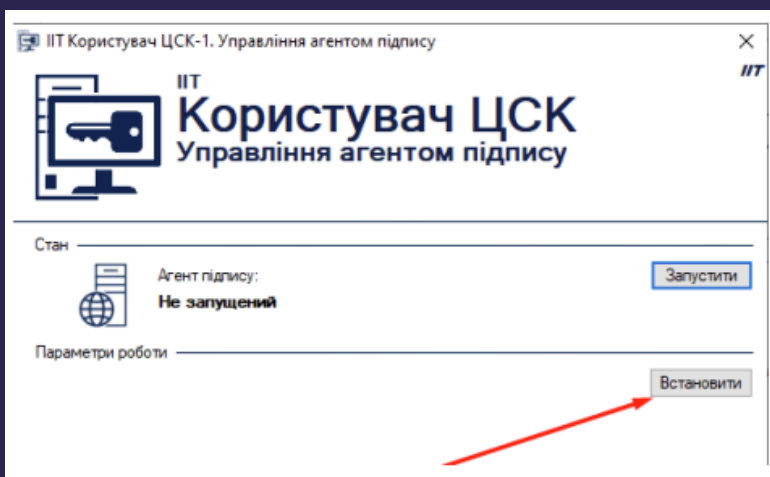 ІІТ Користувач ЦСК-1. Управління агентом підпису
ІІТ
ІІТ
Користувач ЦСК
Управління агентом підпису
Стан
Агент підпису:
Запустити
Не запущений
Параметри роботи
Встановити